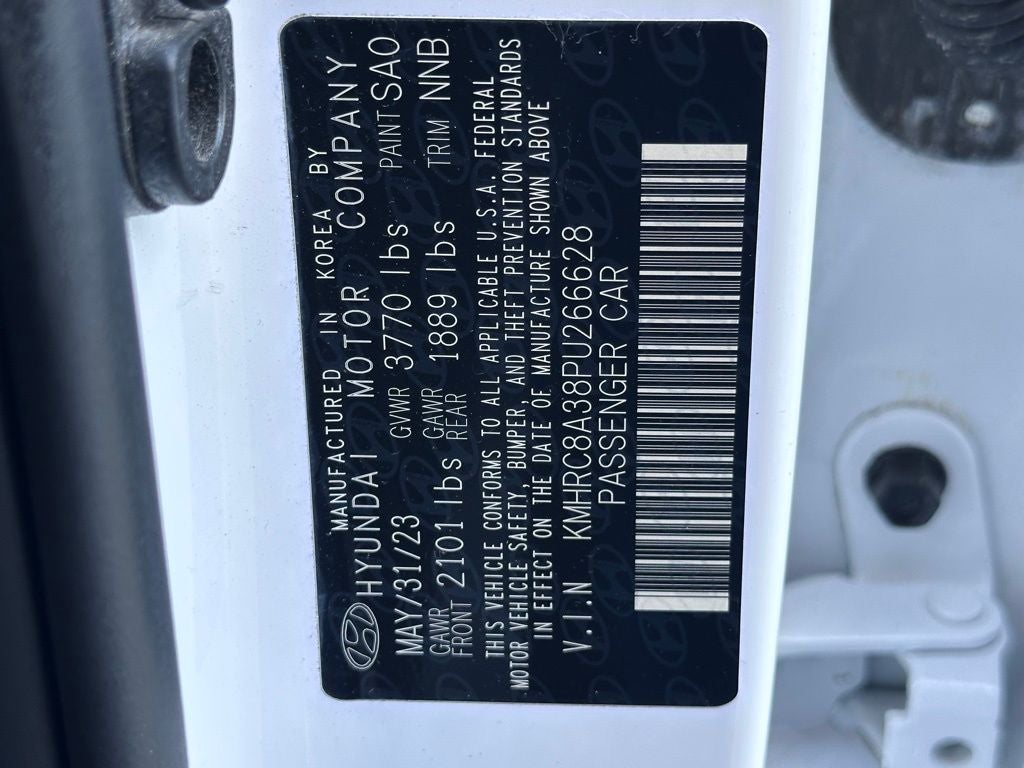 MANUFACTURED IN KOREA BY
HYUNDAI MOTOR COMPANY
MAY/31/23 GVWR 3770 lbs PAINT SAO
GAWR FRONT 2101 lbs GAWR REAR 1889 lbs TRIM NNB
THIS VEHICLE CONFORMS TO ALL APPLICABLE U.S.A. FEDERAL
MOTOR VEHICLE SAFETY, BUMPER, AND THEFT PREVENTION STANDARDS
IN EFFECT ON THE DATE OF MANUFACTURE SHOWN ABOVE
V.I.N KMHRC8A38PU266628
PASSENGER CAR